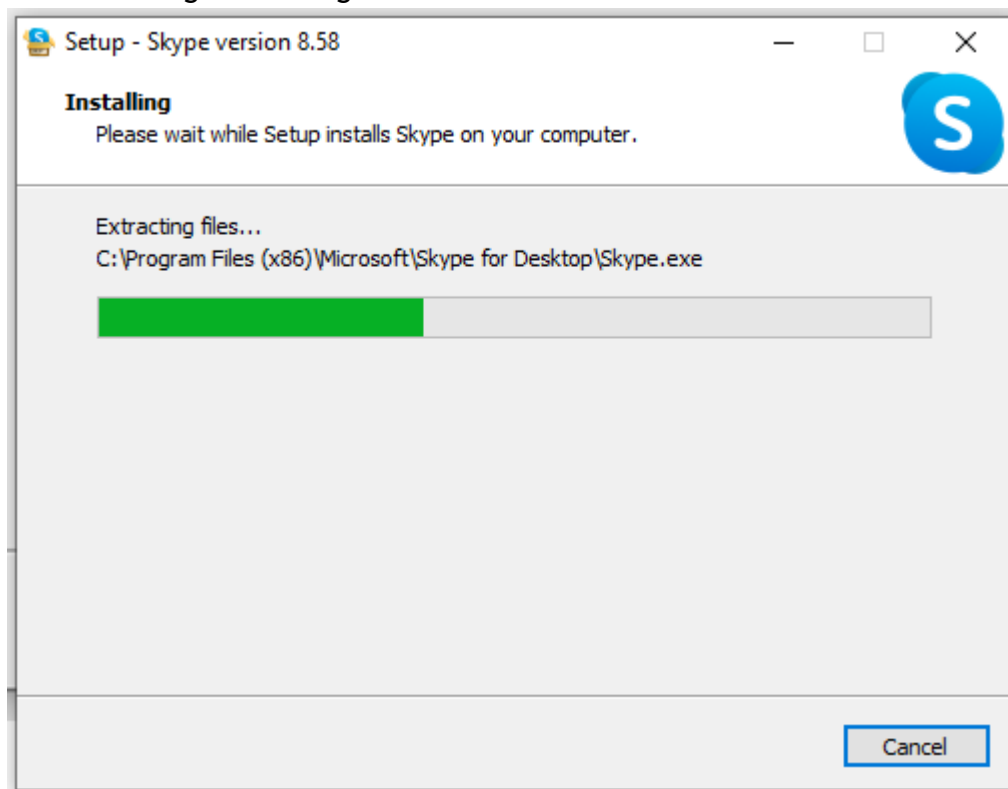 Setup - Skype version 8.58
Installing
Please wait while Setup installs Skype on your computer.
S
Extracting files...
C:\Program Files (x86)\Microsoft\Skype for Desktop\Skype.exe
Cancel